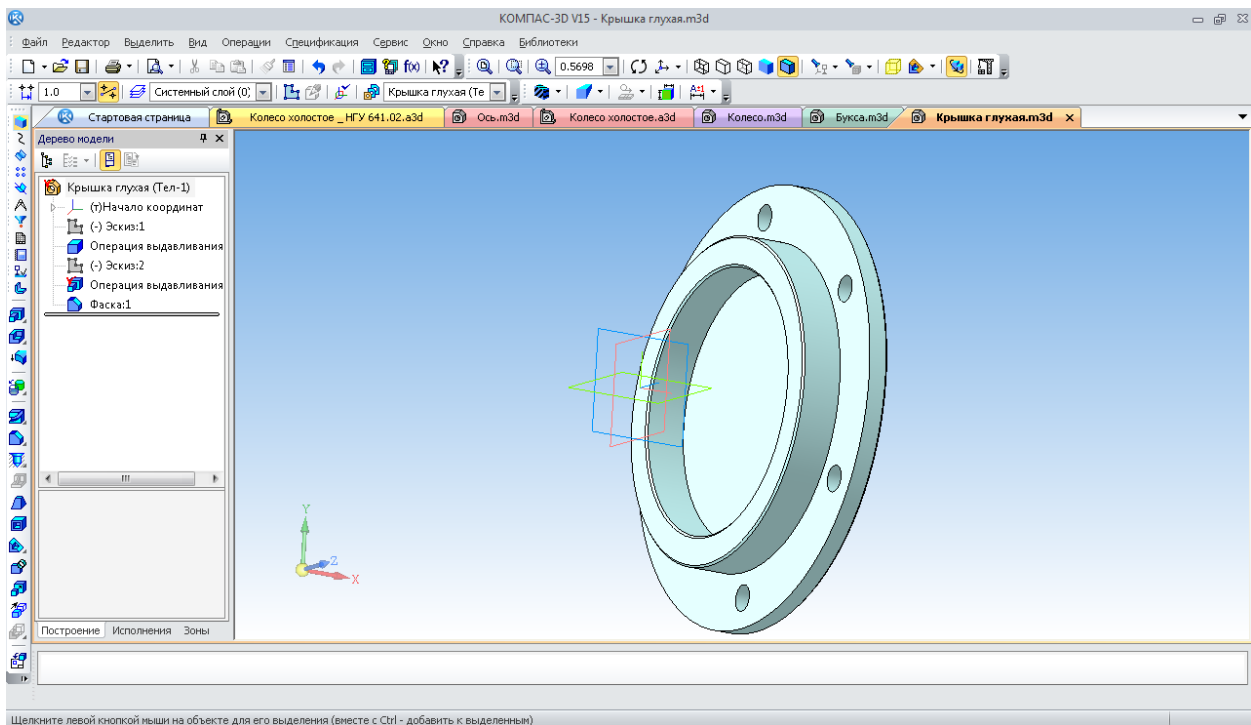 КОМПАС-3D V15 - Крышка глухая.m3d
Файл Редактор Выделить Вид Операции Спецификация Сервис Окно Справка Библиотеки
0.5698
1.0 Системный слой (0) Крышка глухая (Те
Стартовая страница Колесо холостое _НГУ 641.02.a3d Ось.m3d Колесо холостое.a3d Колесо.m3d Букса.m3d Крышка глухая.m3d
Дерево модели
Крышка глухая (Тел-1)
(т)Начало координат
(-) Эскиз:1
Операция выдавливания
(-) Эскиз:2
Операция выдавливания
Фаска:1
Y
Z
X
Построение Исполнения Зоны
Щелкните левой кнопкой мыши на объекте для его выделения (вместе с Ctrl - добавить к выделенным)